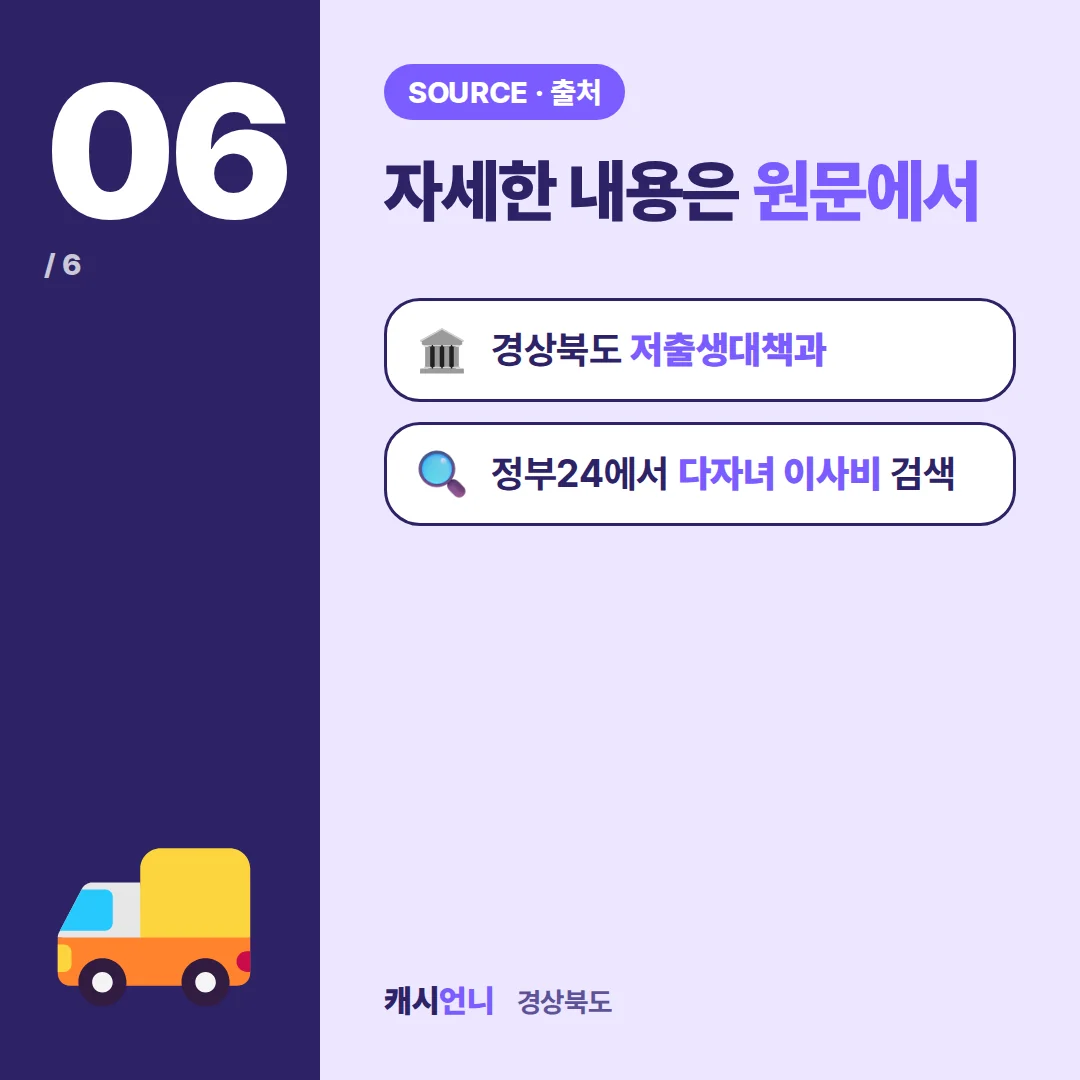 06
/ 6
SOURCE · 출처
자세한 내용은 원문에서
경상북도 저출생대책과
정부24에서 다자녀 이사비 검색
캐시언니 경상북도